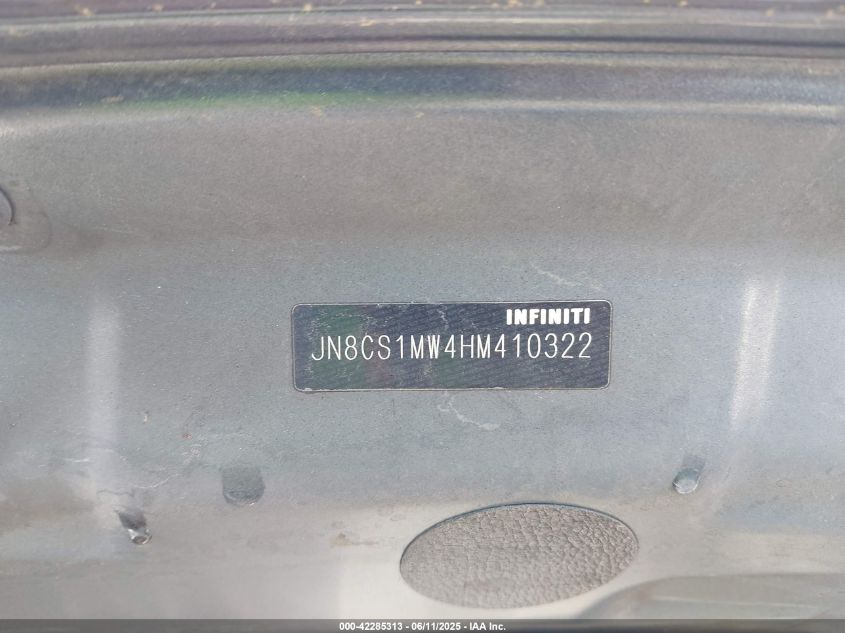 INFINITI
JN8CS1MW4HM410322
000-42285313 - 06/11/2025 - IAA Inc.